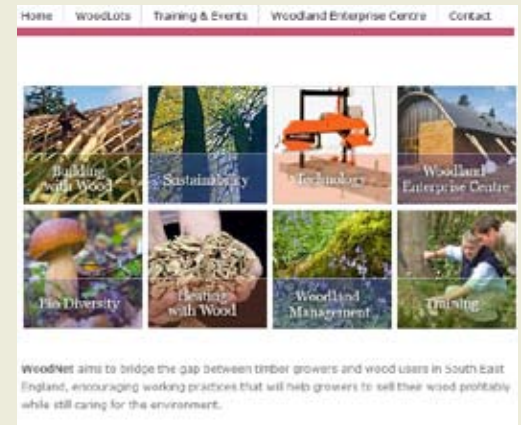 Home WoodLots Training & Events Woodland Enterprise Centre Contact
Building
with Wood
Sustainability
Technology
Woodland
Enterprise Centre
Bio Diversity
Heating
with Wood
Woodland
Management
Training
WoodNet aims to bridge the gap between timber growers and wood users in South East
England, encouraging working practices that will help growers to sell their wood profitably
while still caring for the environment.